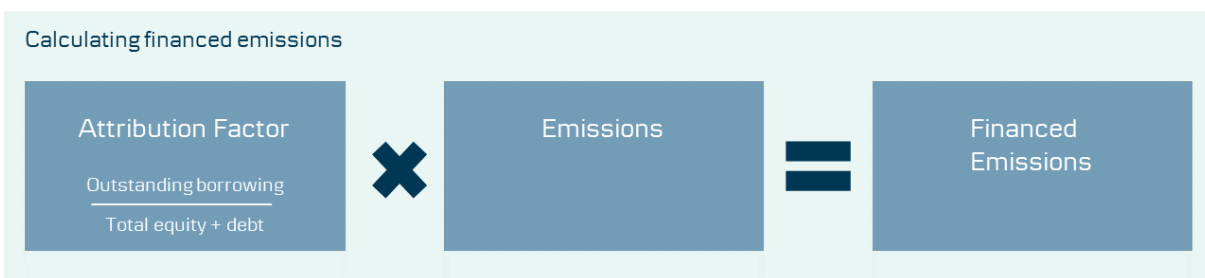 Calculating financed emissions
Attribution Factor
Outstanding borrowing
Total equity + debt
Emissions
Financed
Emissions